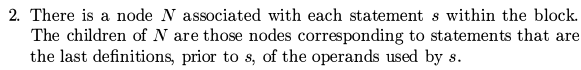 2. There is a node N associated with each statement s within the block.
The children of N are those nodes corresponding to statements that are
the last definitions, prior to s, of the operands used by s.